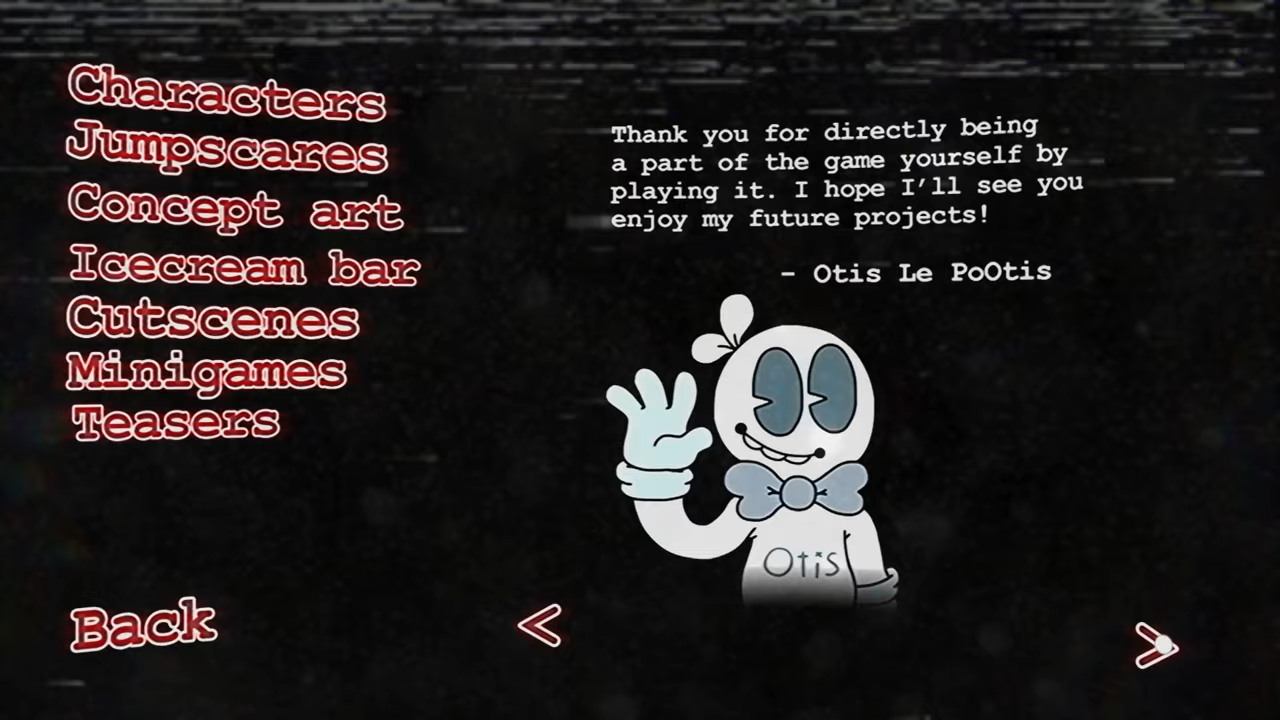 Characters
Jumpscares
Concept art
Icecream bar
Cutscenes
Minigames
Teasers
Back
Thank you for directly being
a part of the game yourself by
playing it. I hope I'll see you
enjoy my future projects!
- Otis Le PoOtis
Otis
<
>